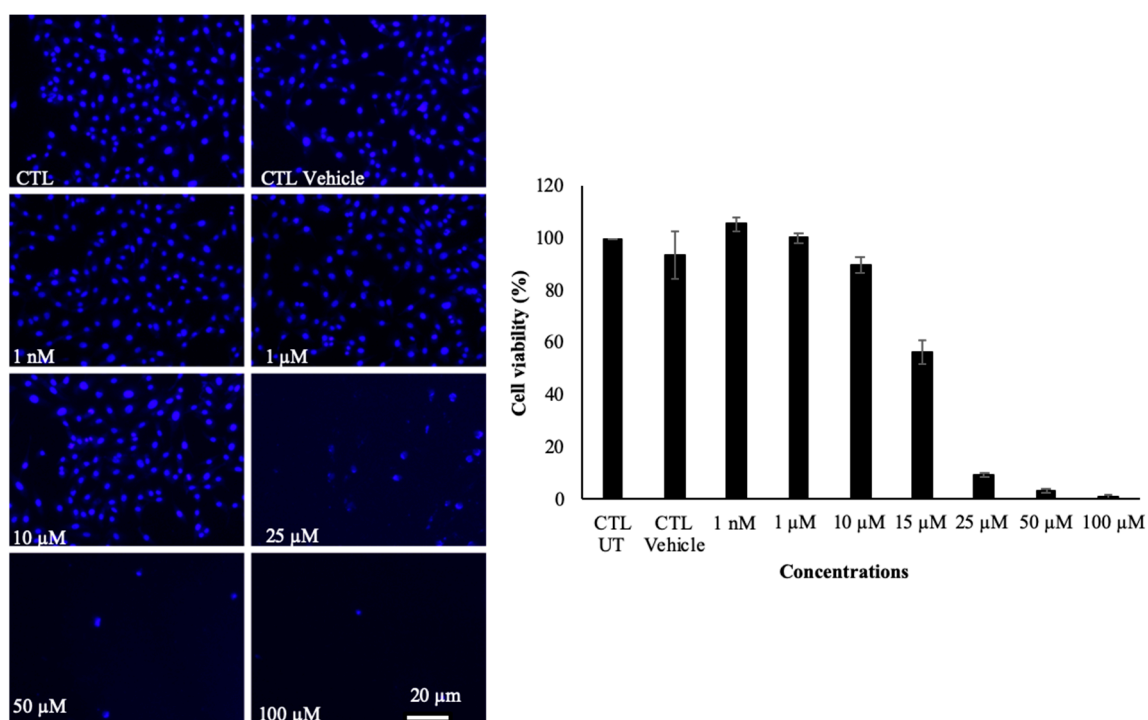 CTL
CTL Vehicle
1 nM
1 µM
10 µM
25 µM
50 µM
100 µM
20 µm
120
100
80
60
40
20
0
Cell viability (%)
CTL UT
CTL Vehicle
1 nM
1 µM
10 µM
15 µM
25 µM
50 µM
100 µM
Concentrations